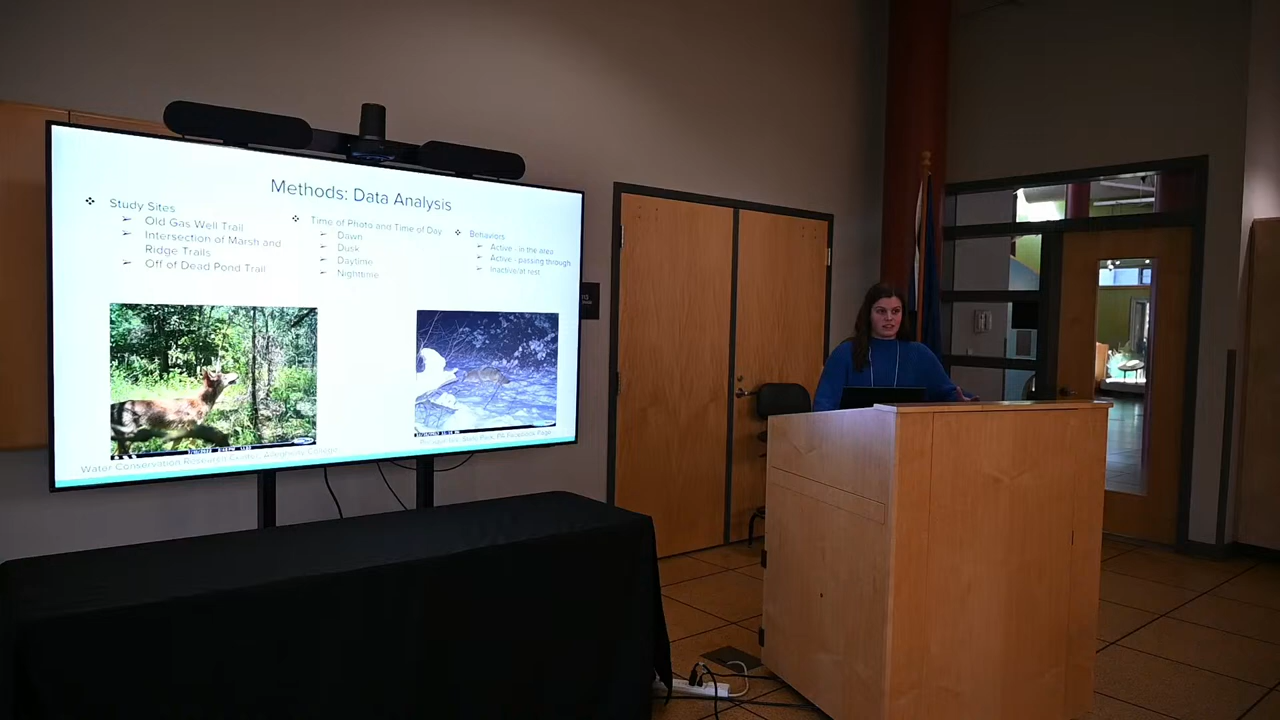 Methods: Data Analysis
❖ Study Sites
➢ Old Gas Well Trail
➢ Intersection of Marsh and
Ridge Trails
➢ Off of Dead Pond Trail
❖ Time of Photo and Time of Day
➢ Dawn
➢ Dusk
➢ Daytime
➢ Nighttime
❖ Behaviors
➢ Active - in the area
➢ Active - passing through
➢ Inactive/at rest
Water Conservation Research Center, Allegheny College